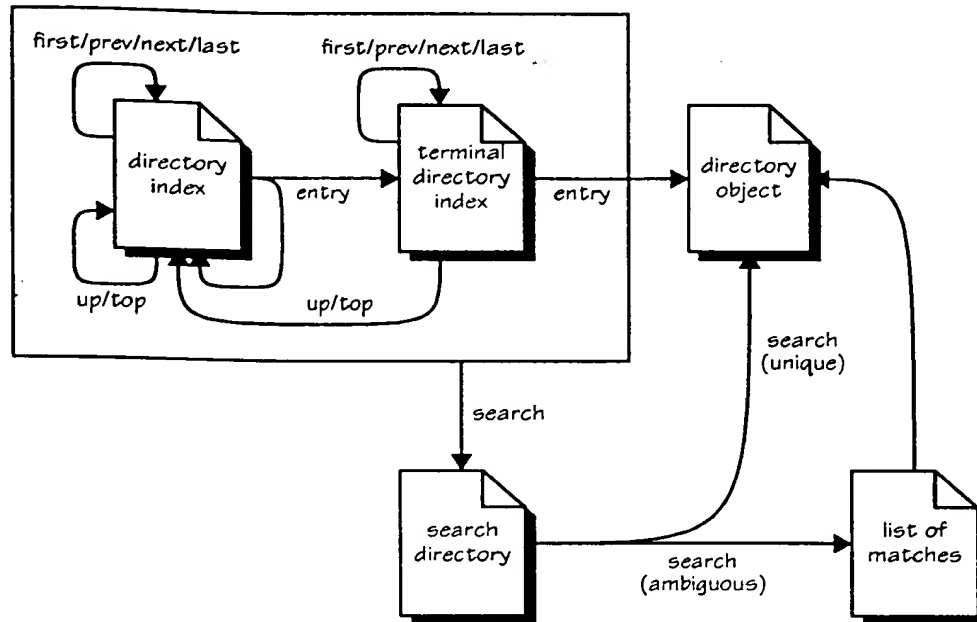 first/prev/next/last
first/prev/next/last
directory
index
terminal
directory
index
directory
object
entry
entry
up/top
up/top
search
(unique)
search
search
directory
list of
matches
search
(ambiguous)